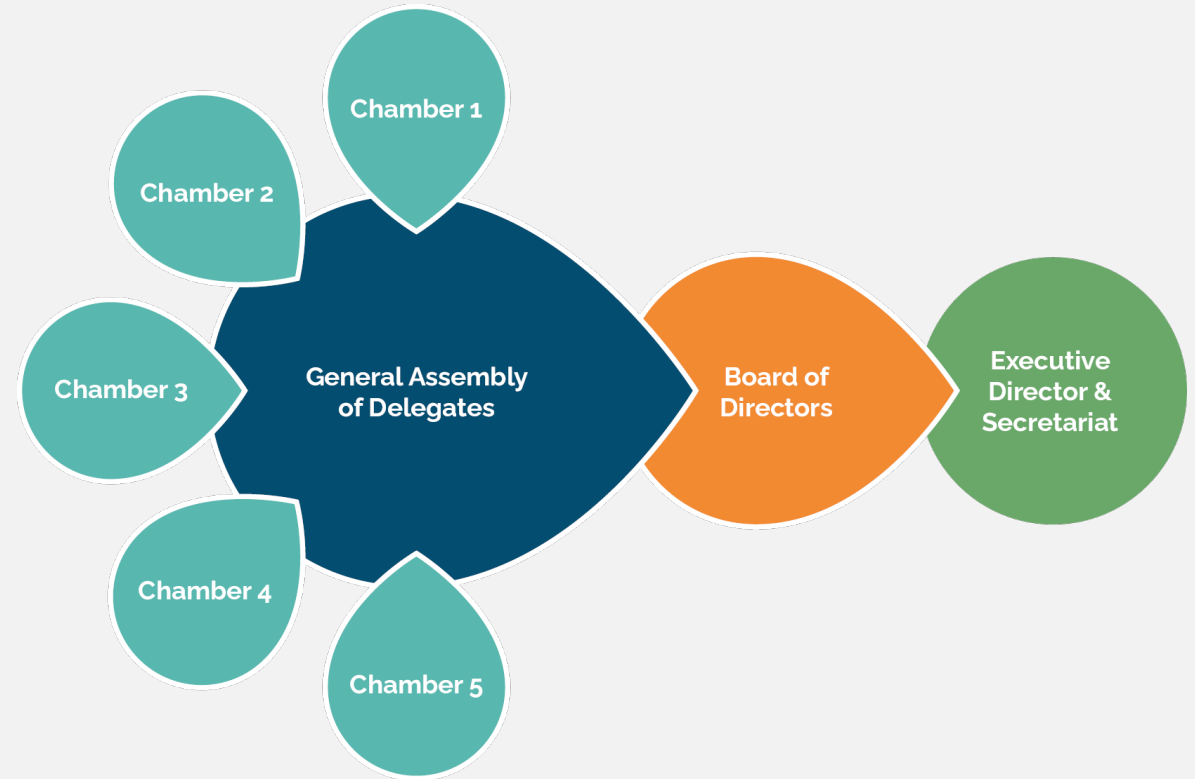 Chamber 1
Chamber 2
Chamber 3
Chamber 4
Chamber 5
General Assembly
of Delegates
Board of
Directors
Executive
Director &
Secretariat